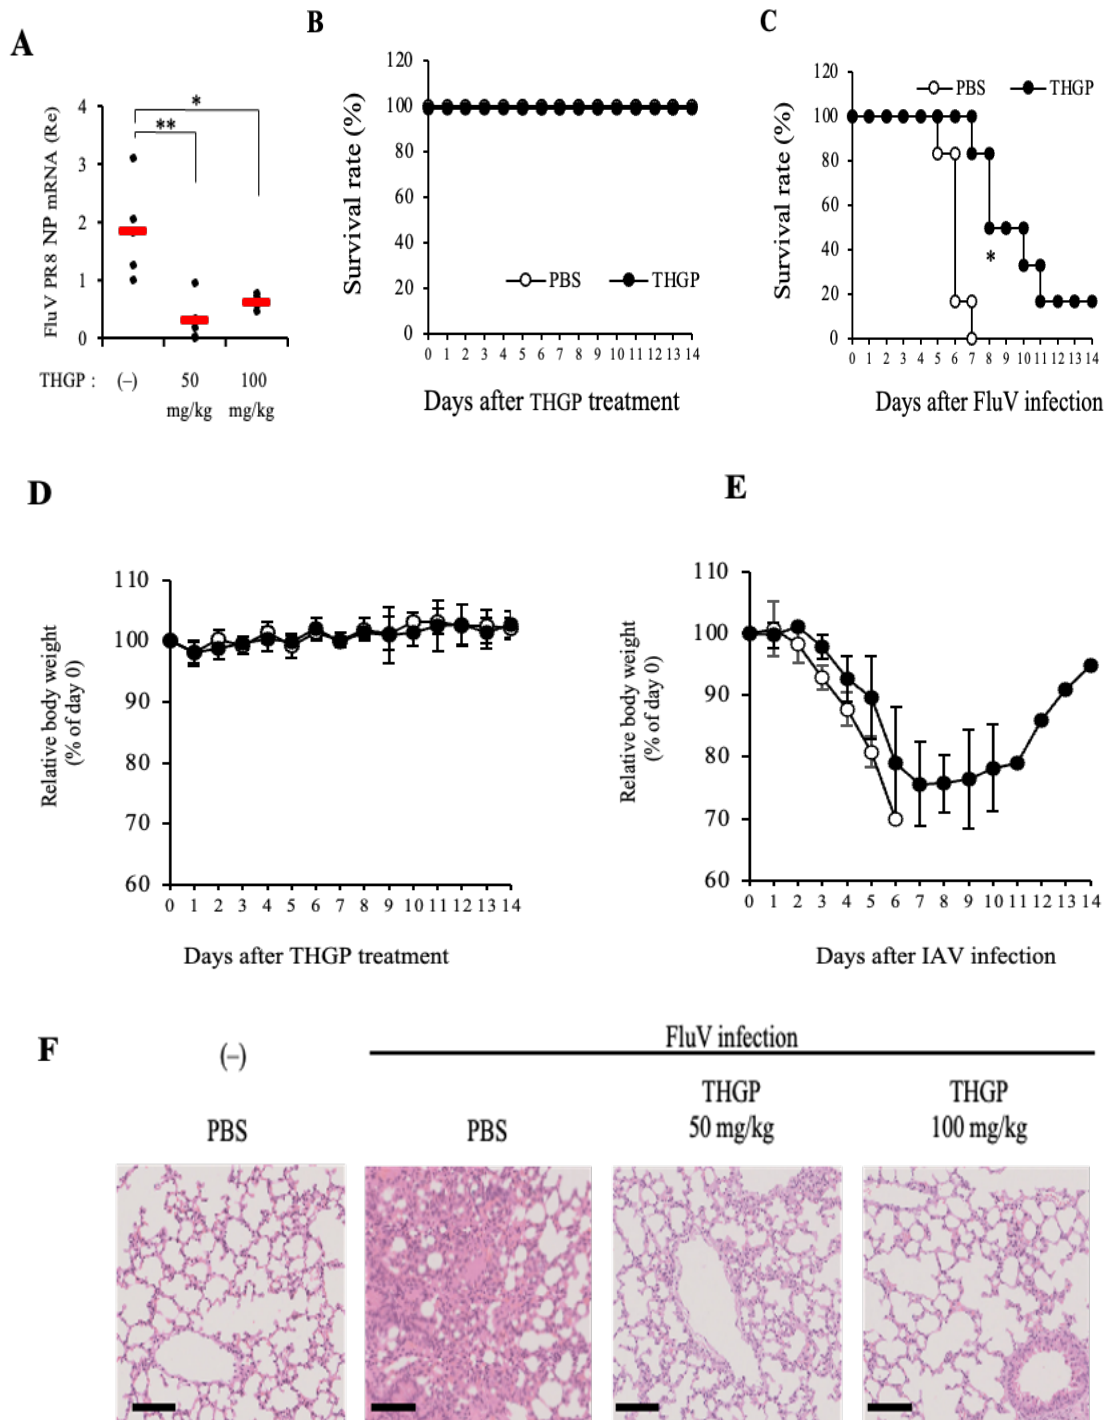 A
FluV PR8 NP mRNA (Re)
4
3
2
1
0
*
**
THGP : (–) 50 100
mg/kg mg/kg
B
Survival rate (%)
120
100
80
60
40
20
0
PBS THGP
0 1 2 3 4 5 6 7 8 9 10 11 12 13 14
Days after THGP treatment
C
Survival rate (%)
120
100
80
60
40
20
0
PBS THGP
*
0 1 2 3 4 5 6 7 8 9 10 11 12 13 14
Days after FluV infection
D
Relative body weight
(% of day 0)
110
100
90
80
70
60
0 1 2 3 4 5 6 7 8 9 10 11 12 13 14
Days after THGP treatment
E
Relative body weight
(% of day 0)
110
100
90
80
70
60
0 1 2 3 4 5 6 7 8 9 10 11 12 13 14
Days after IAV infection
F
(–)
FluV infection
PBS
PBS
THGP
50 mg/kg
THGP
100 mg/kg